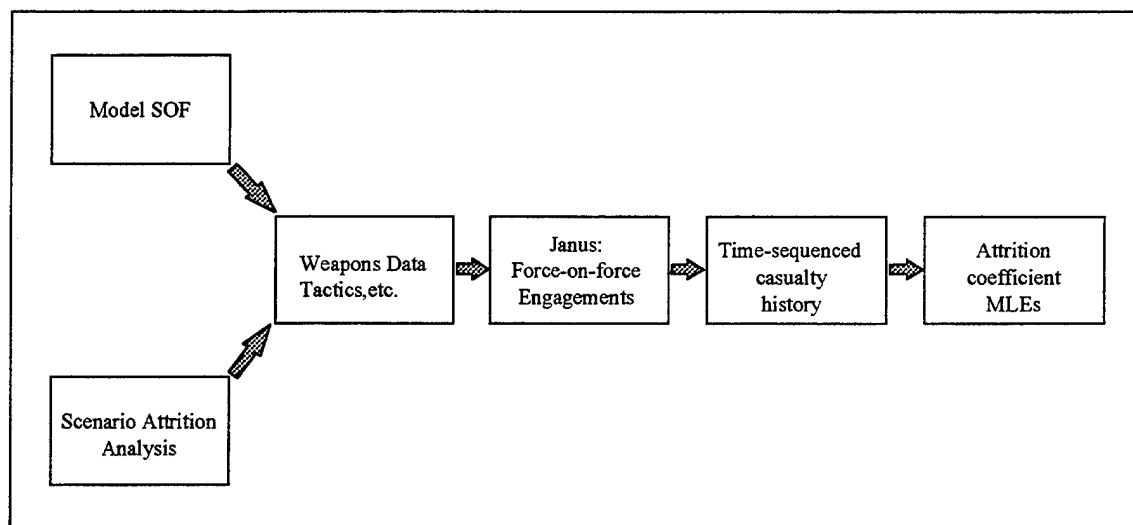 Model SOF
Weapons Data
Tactics,etc.
Janus:
Force-on-force
Engagements
Time-sequenced
casualty
history
Attrition
coefficient
MLEs
Scenario Attrition
Analysis